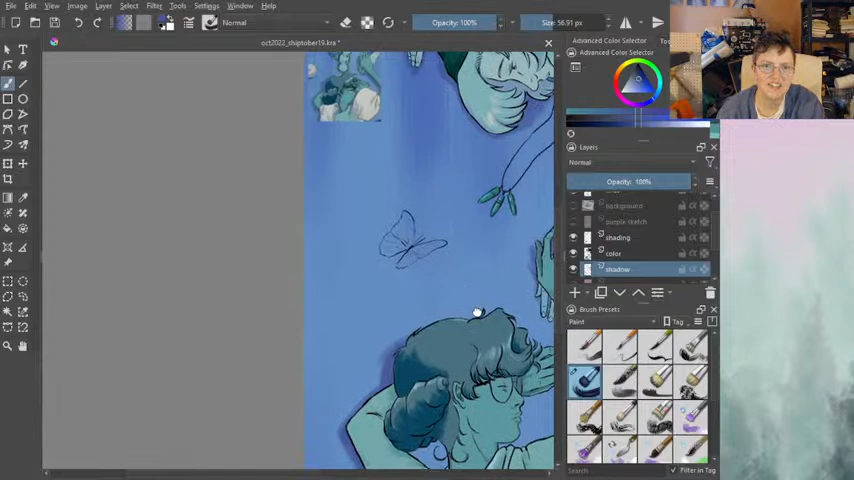 File Edit View Image Layer Select Filter Tools Settings Window Help
Normal
Opacity: 100%
Size: 56.91 px
oct2022_shiptober19.kra *
Advanced Color Selector
Advanced Color Selector
Layers
Normal
Opacity: 100%
background
purple sketch
shading
color
shadow
Brush Presets
Paint
Tag
Search
Filter in Tag